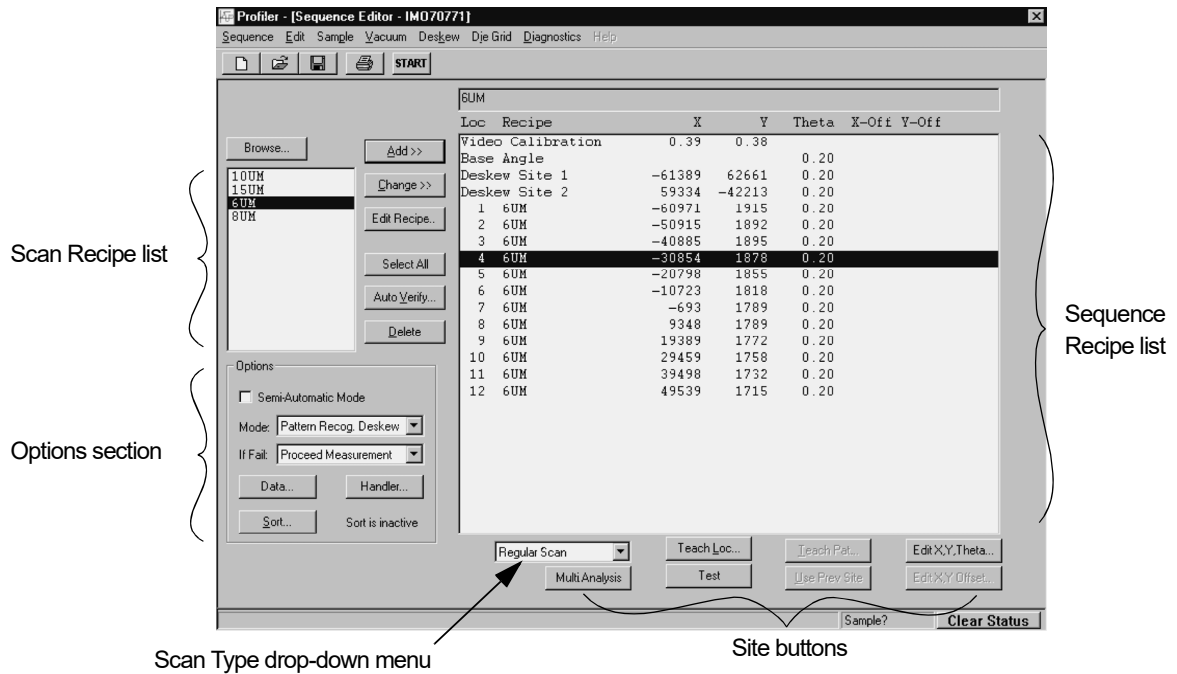 Profiler - [Sequence Editor - IMO70771]
Sequence Edit Sample Vacuum Deskew Dje Grid Diagnostics Help
START
6UM
Loc Recipe X Y Theta X-Off Y-Off
Browse...
Add >>
Change >>
Edit Recipe..
Select All
Auto Verify...
Delete
10UM
15UM
6UM
8UM
Video Calibration 0.39 0.38
Base Angle 0.20
Deskew Site 1 -61389 62661 0.20
Deskew Site 2 59334 -42213 0.20
1 6UM -60971 1915 0.20
2 6UM -50915 1892 0.20
3 6UM -40885 1895 0.20
4 6UM -30854 1878 0.20
5 6UM -20798 1855 0.20
6 6UM -10723 1818 0.20
7 6UM -693 1789 0.20
8 6UM 9348 1789 0.20
9 6UM 19389 1772 0.20
10 6UM 29459 1758 0.20
11 6UM 39498 1732 0.20
12 6UM 49539 1715 0.20
Scan Recipe list
Sequence
Recipe list
Options
Semi-Automatic Mode
Mode: Pattern Recog. Deskew
If Fail: Proceed Measurement
Data... Handler...
Sort... Sort is inactive
Options section
Regular Scan
Teach Loc...
Teach Pat...
Edit X,Y,Theta...
Multi Analysis
Test
Use Prev Site
Edit X,Y Offset..
Sample?
Clear Status
Scan Type drop-down menu
Site buttons